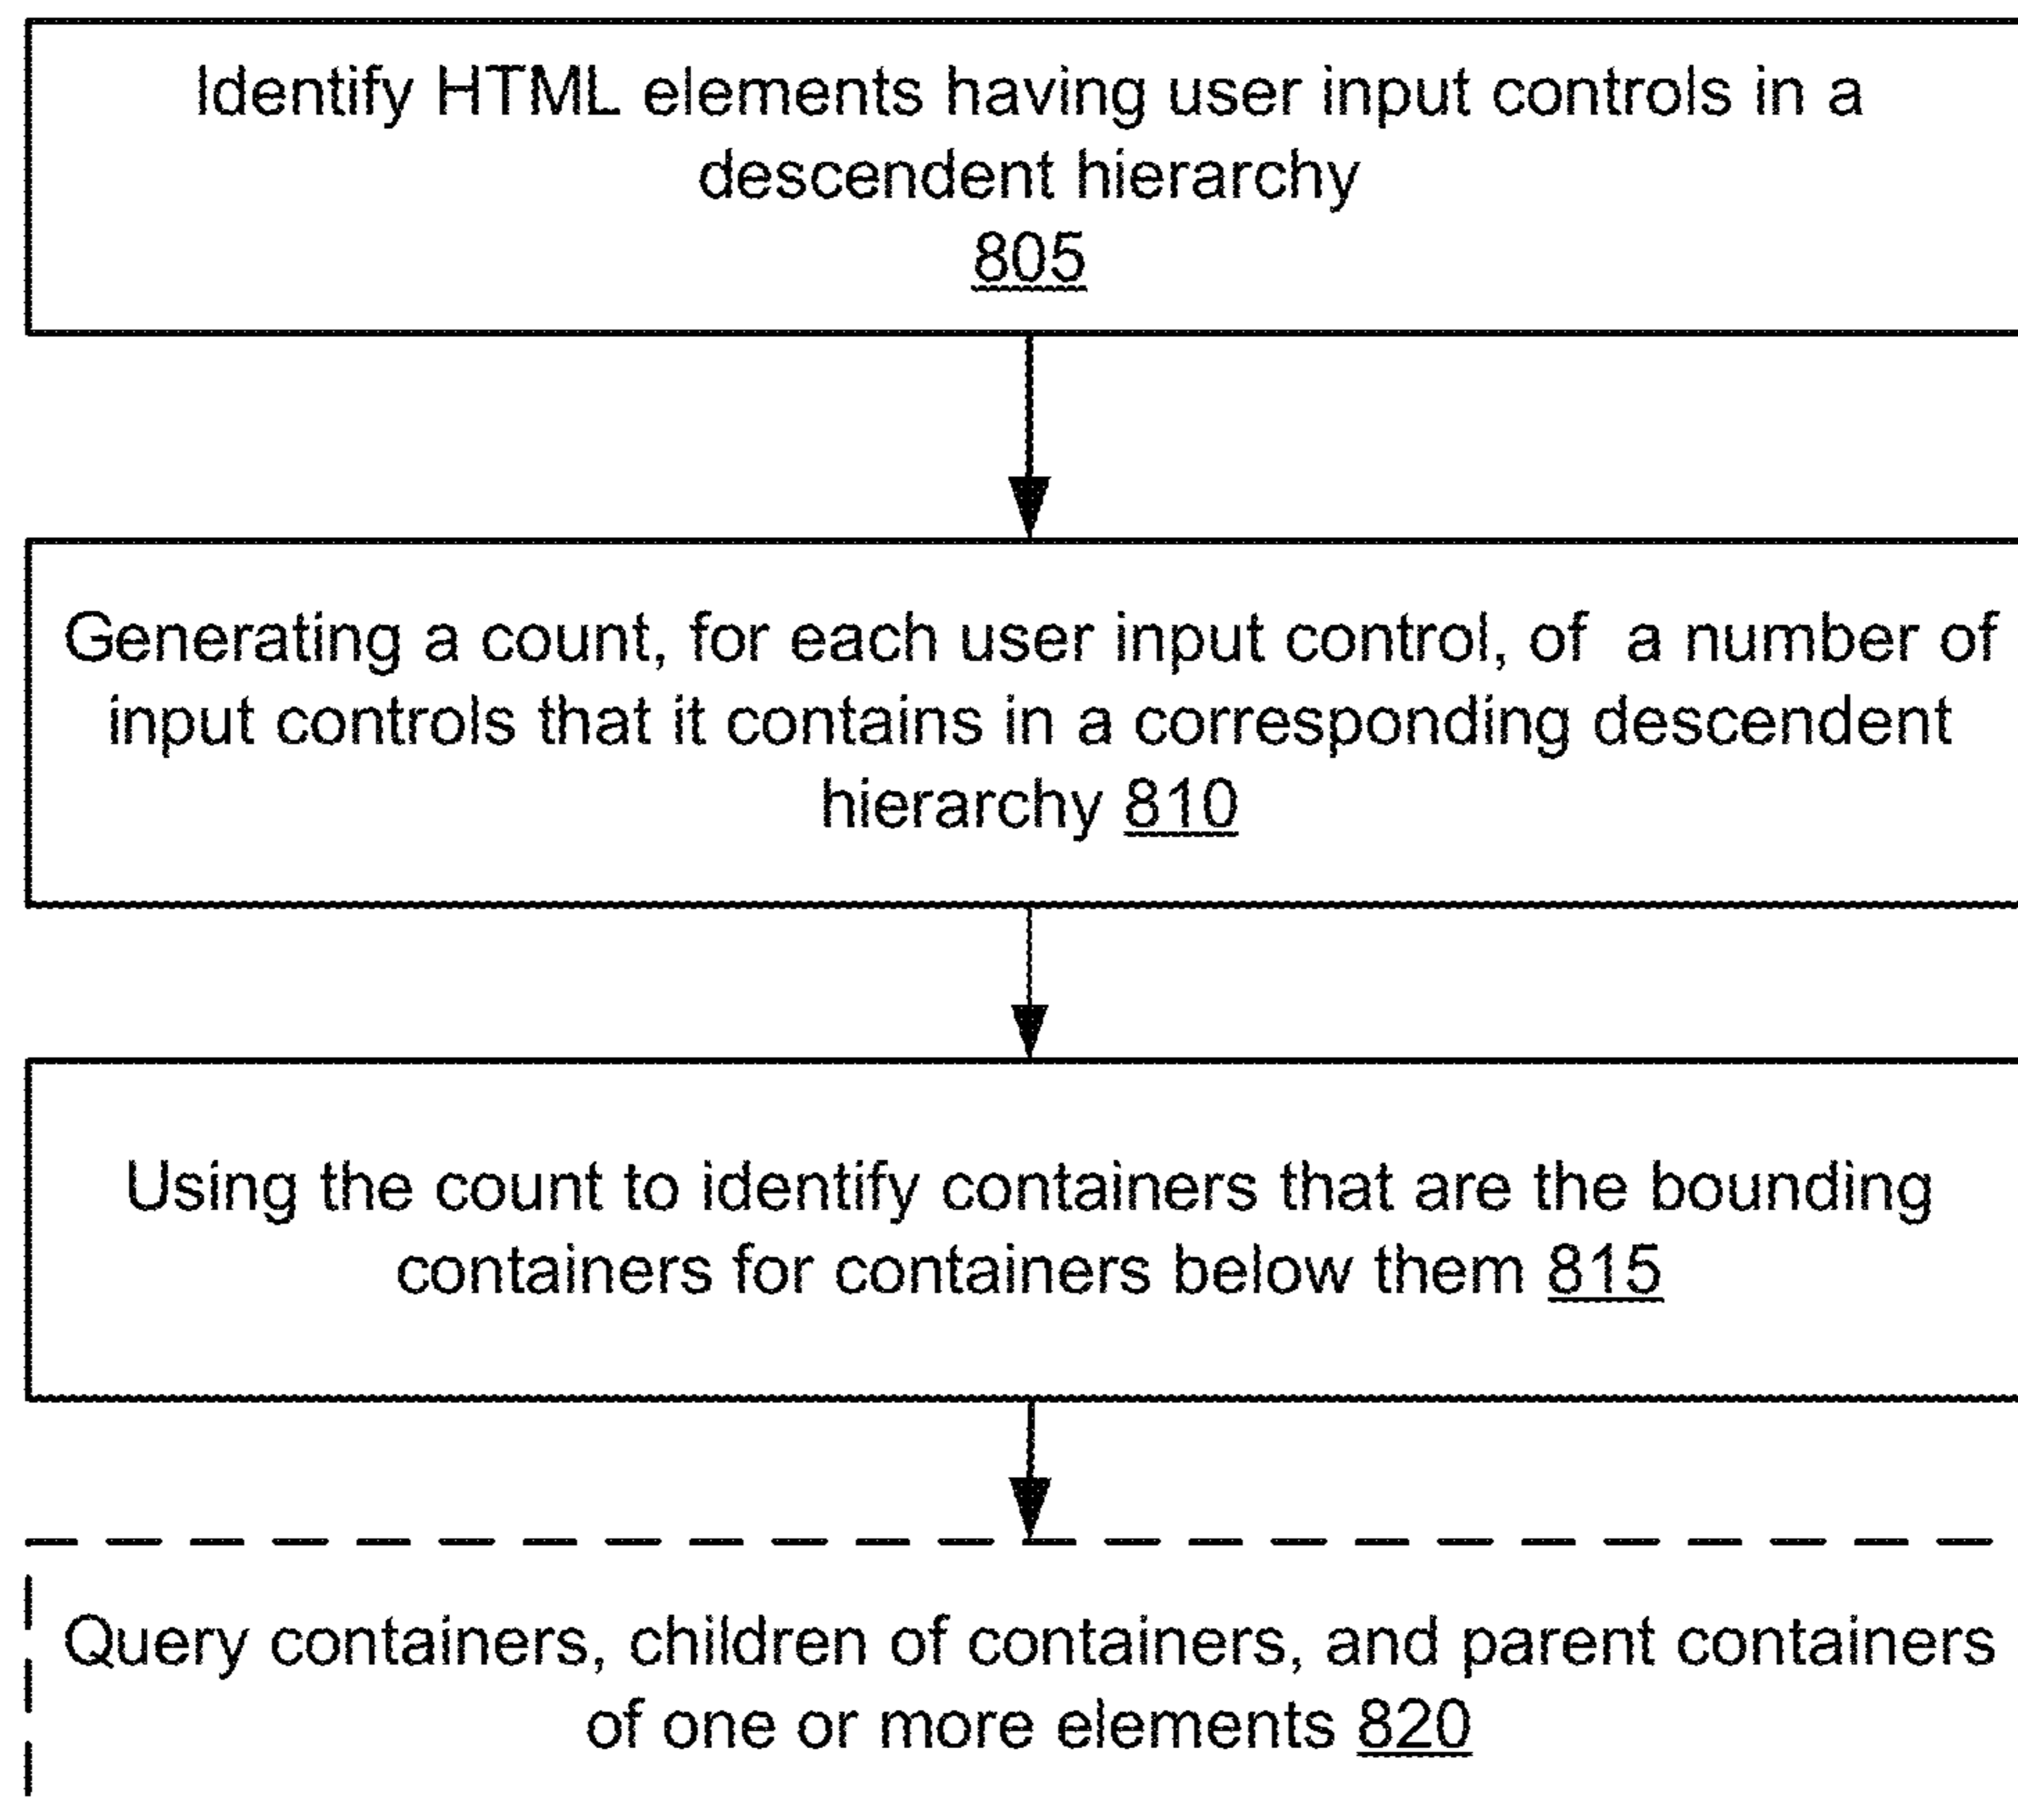 Identify HTML elements having user input controls in a
descendent hierarchy
805
Generating a count, for each user input control, of a number of
input controls that it contains in a corresponding descendent
hierarchy 810
Using the count to identify containers that are the bounding
containers for containers below them 815
Query containers, children of containers, and parent containers
of one or more elements 820